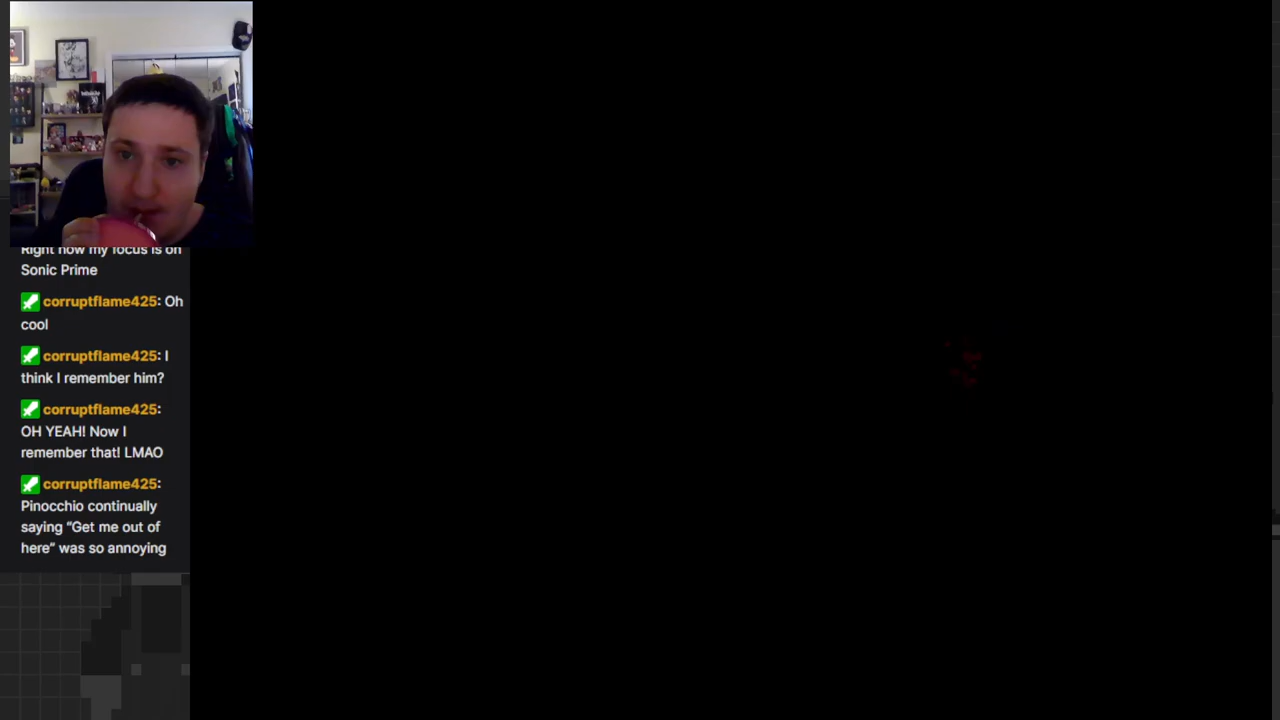 Right now my focus is on
Sonic Prime
corruptflame425: Oh
cool
corruptflame425: I
think I remember him?
corruptflame425:
OH YEAH! Now I
remember that! LMAO
corruptflame425:
Pinocchio continually
saying “Get me out of
here” was so annoying